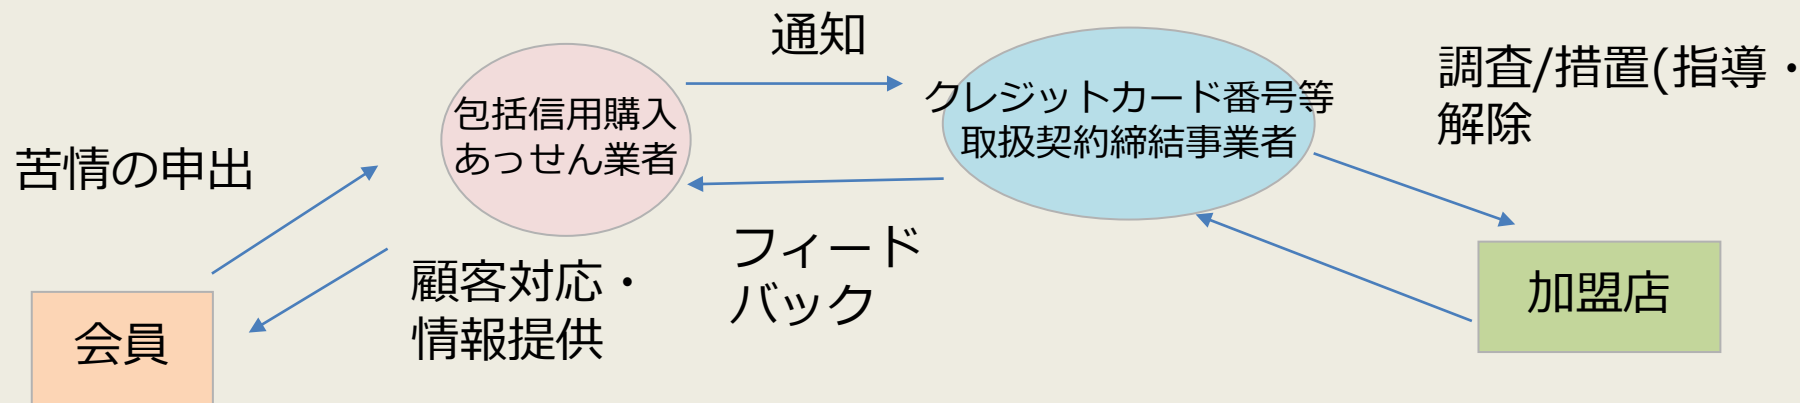 通知
調査/措置(指導・
解除
包括信用購入
あっせん業者
クレジットカード番号等
取扱契約締結事業者
苦情の申出
フィード
バック
顧客対応・
情報提供
加盟店
会員